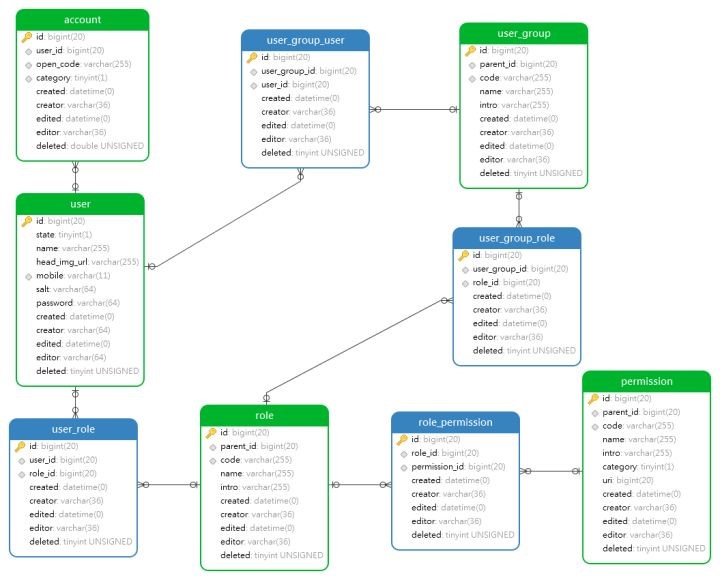 account
id: bigint(20)
user_id: bigint(20)
open_code: varchar(255)
category: tinyint(1)
created: datetime(0)
creator: varchar(36)
edited: datetime(0)
editor: varchar(36)
deleted: double UNSIGNED
user_group_user
id: bigint(20)
user_group_id: bigint(20)
user_id: bigint(20)
created: datetime(0)
creator: varchar(36)
edited: datetime(0)
editor: varchar(36)
deleted: tinyint UNSIGNED
user_group
id: bigint(20)
parent_id: bigint(20)
code: varchar(255)
name: varchar(255)
intro: varchar(255)
created: datetime(0)
creator: varchar(36)
edited: datetime(0)
editor: varchar(36)
deleted: tinyint UNSIGNED
user
id: bigint(20)
state: tinyint(1)
name: varchar(255)
head_img_url: varchar(255)
mobile: varchar(11)
salt: varchar(64)
password: varchar(64)
created: datetime(0)
creator: varchar(64)
edited: datetime(0)
editor: varchar(64)
deleted: tinyint UNSIGNED
user_group_role
id: bigint(20)
user_group_id: bigint(20)
role_id: bigint(20)
created: datetime(0)
creator: varchar(36)
edited: datetime(0)
editor: varchar(36)
deleted: tinyint UNSIGNED
user_role
id: bigint(20)
user_id: bigint(20)
role_id: bigint(20)
created: datetime(0)
creator: varchar(36)
edited: datetime(0)
editor: varchar(36)
deleted: tinyint UNSIGNED
role
id: bigint(20)
parent_id: bigint(20)
code: varchar(255)
name: varchar(255)
intro: varchar(255)
created: datetime(0)
creator: varchar(36)
edited: datetime(0)
editor: varchar(36)
deleted: tinyint UNSIGNED
role_permission
id: bigint(20)
role_id: bigint(20)
permission_id: bigint(20)
created: datetime(0)
creator: varchar(36)
edited: datetime(0)
editor: varchar(36)
deleted: tinyint UNSIGNED
permission
id: bigint(20)
parent_id: bigint(20)
code: varchar(255)
name: varchar(255)
intro: varchar(255)
category: tinyint(1)
uri: bigint(20)
created: datetime(0)
creator: varchar(36)
edited: datetime(0)
editor: varchar(36)
deleted: tinyint UNSIGNED